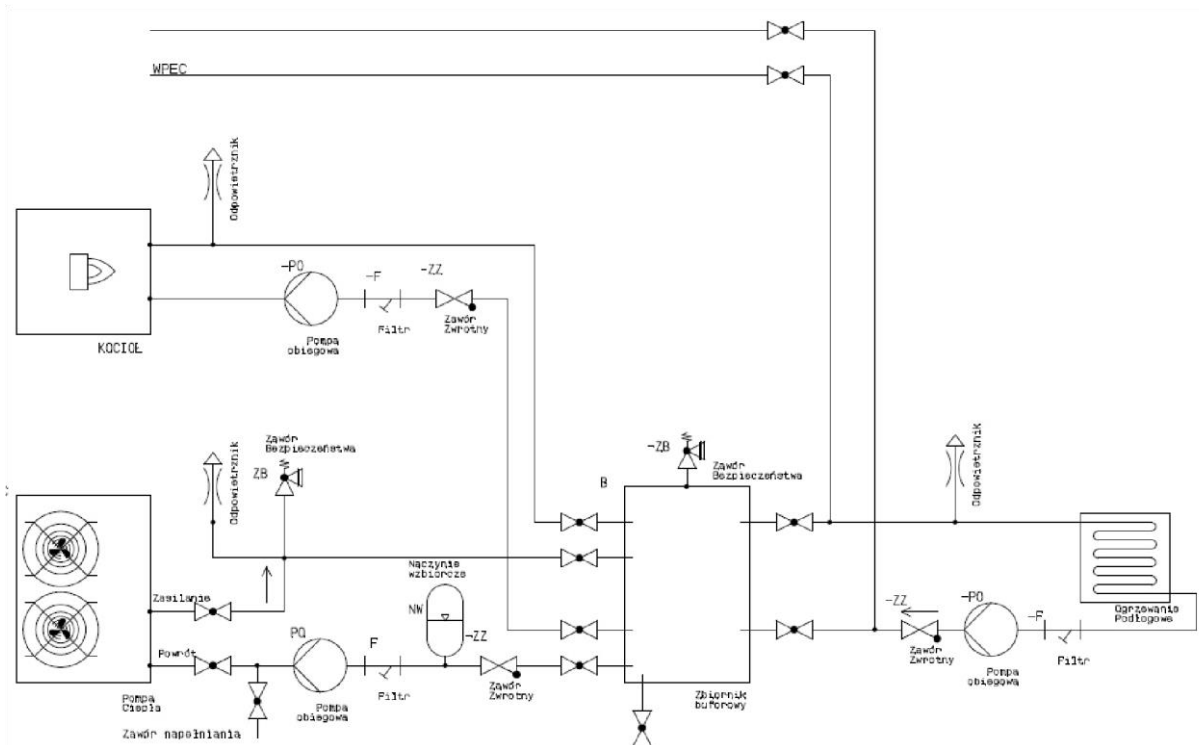 WPEC
Odpowietrznik
-PO
-F
-ZZ
Filtr
Zawór
Zwrotny
Pompa
obiegowa
KOCIOŁ
Odpowietrznik
Zawór
Bezpieczeństwa
ZB
-ZB
Zawór
Bezpieczeństwa
B
Odpowietrznik
Naczynie
wzbiorcze
NW
-ZZ
Zasilanie
Powrót
PO
F
Filtr
Pompa
obiegowa
Zawór
Zwrotny
Pompa
Ciepła
Zawór napełniania
Zbiornik
buforowy
-ZZ
-PO
-F
Zawór
Zwrotny
Pompa
obiegowa
Filtr
Ogrzewanie
Podłogowe